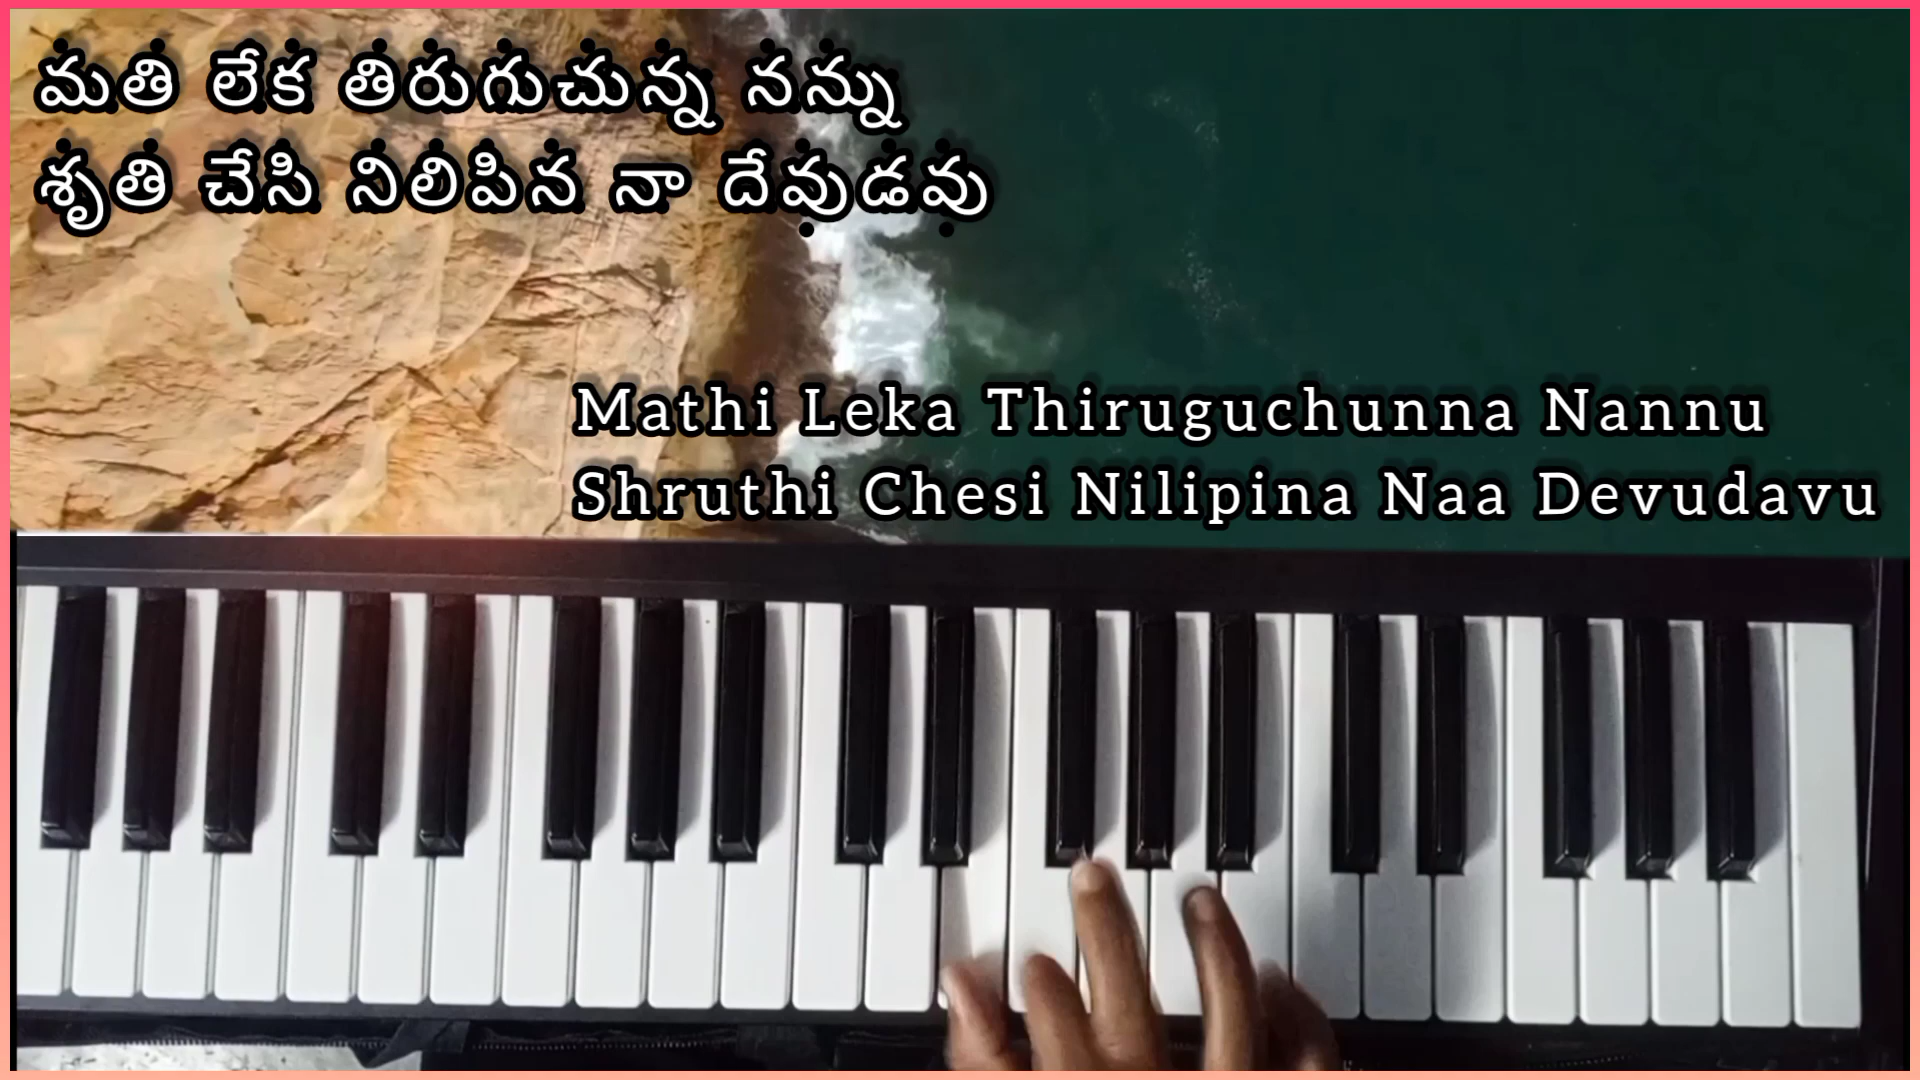 మతి లేక తిరుగుచున్న నన్ను
శృతి చేసి నిలిపిన నా దేవుడవు
Mathi Leka Thiruguchunna Nannu
Shruthi Chesi Nilipina Naa Devudavu